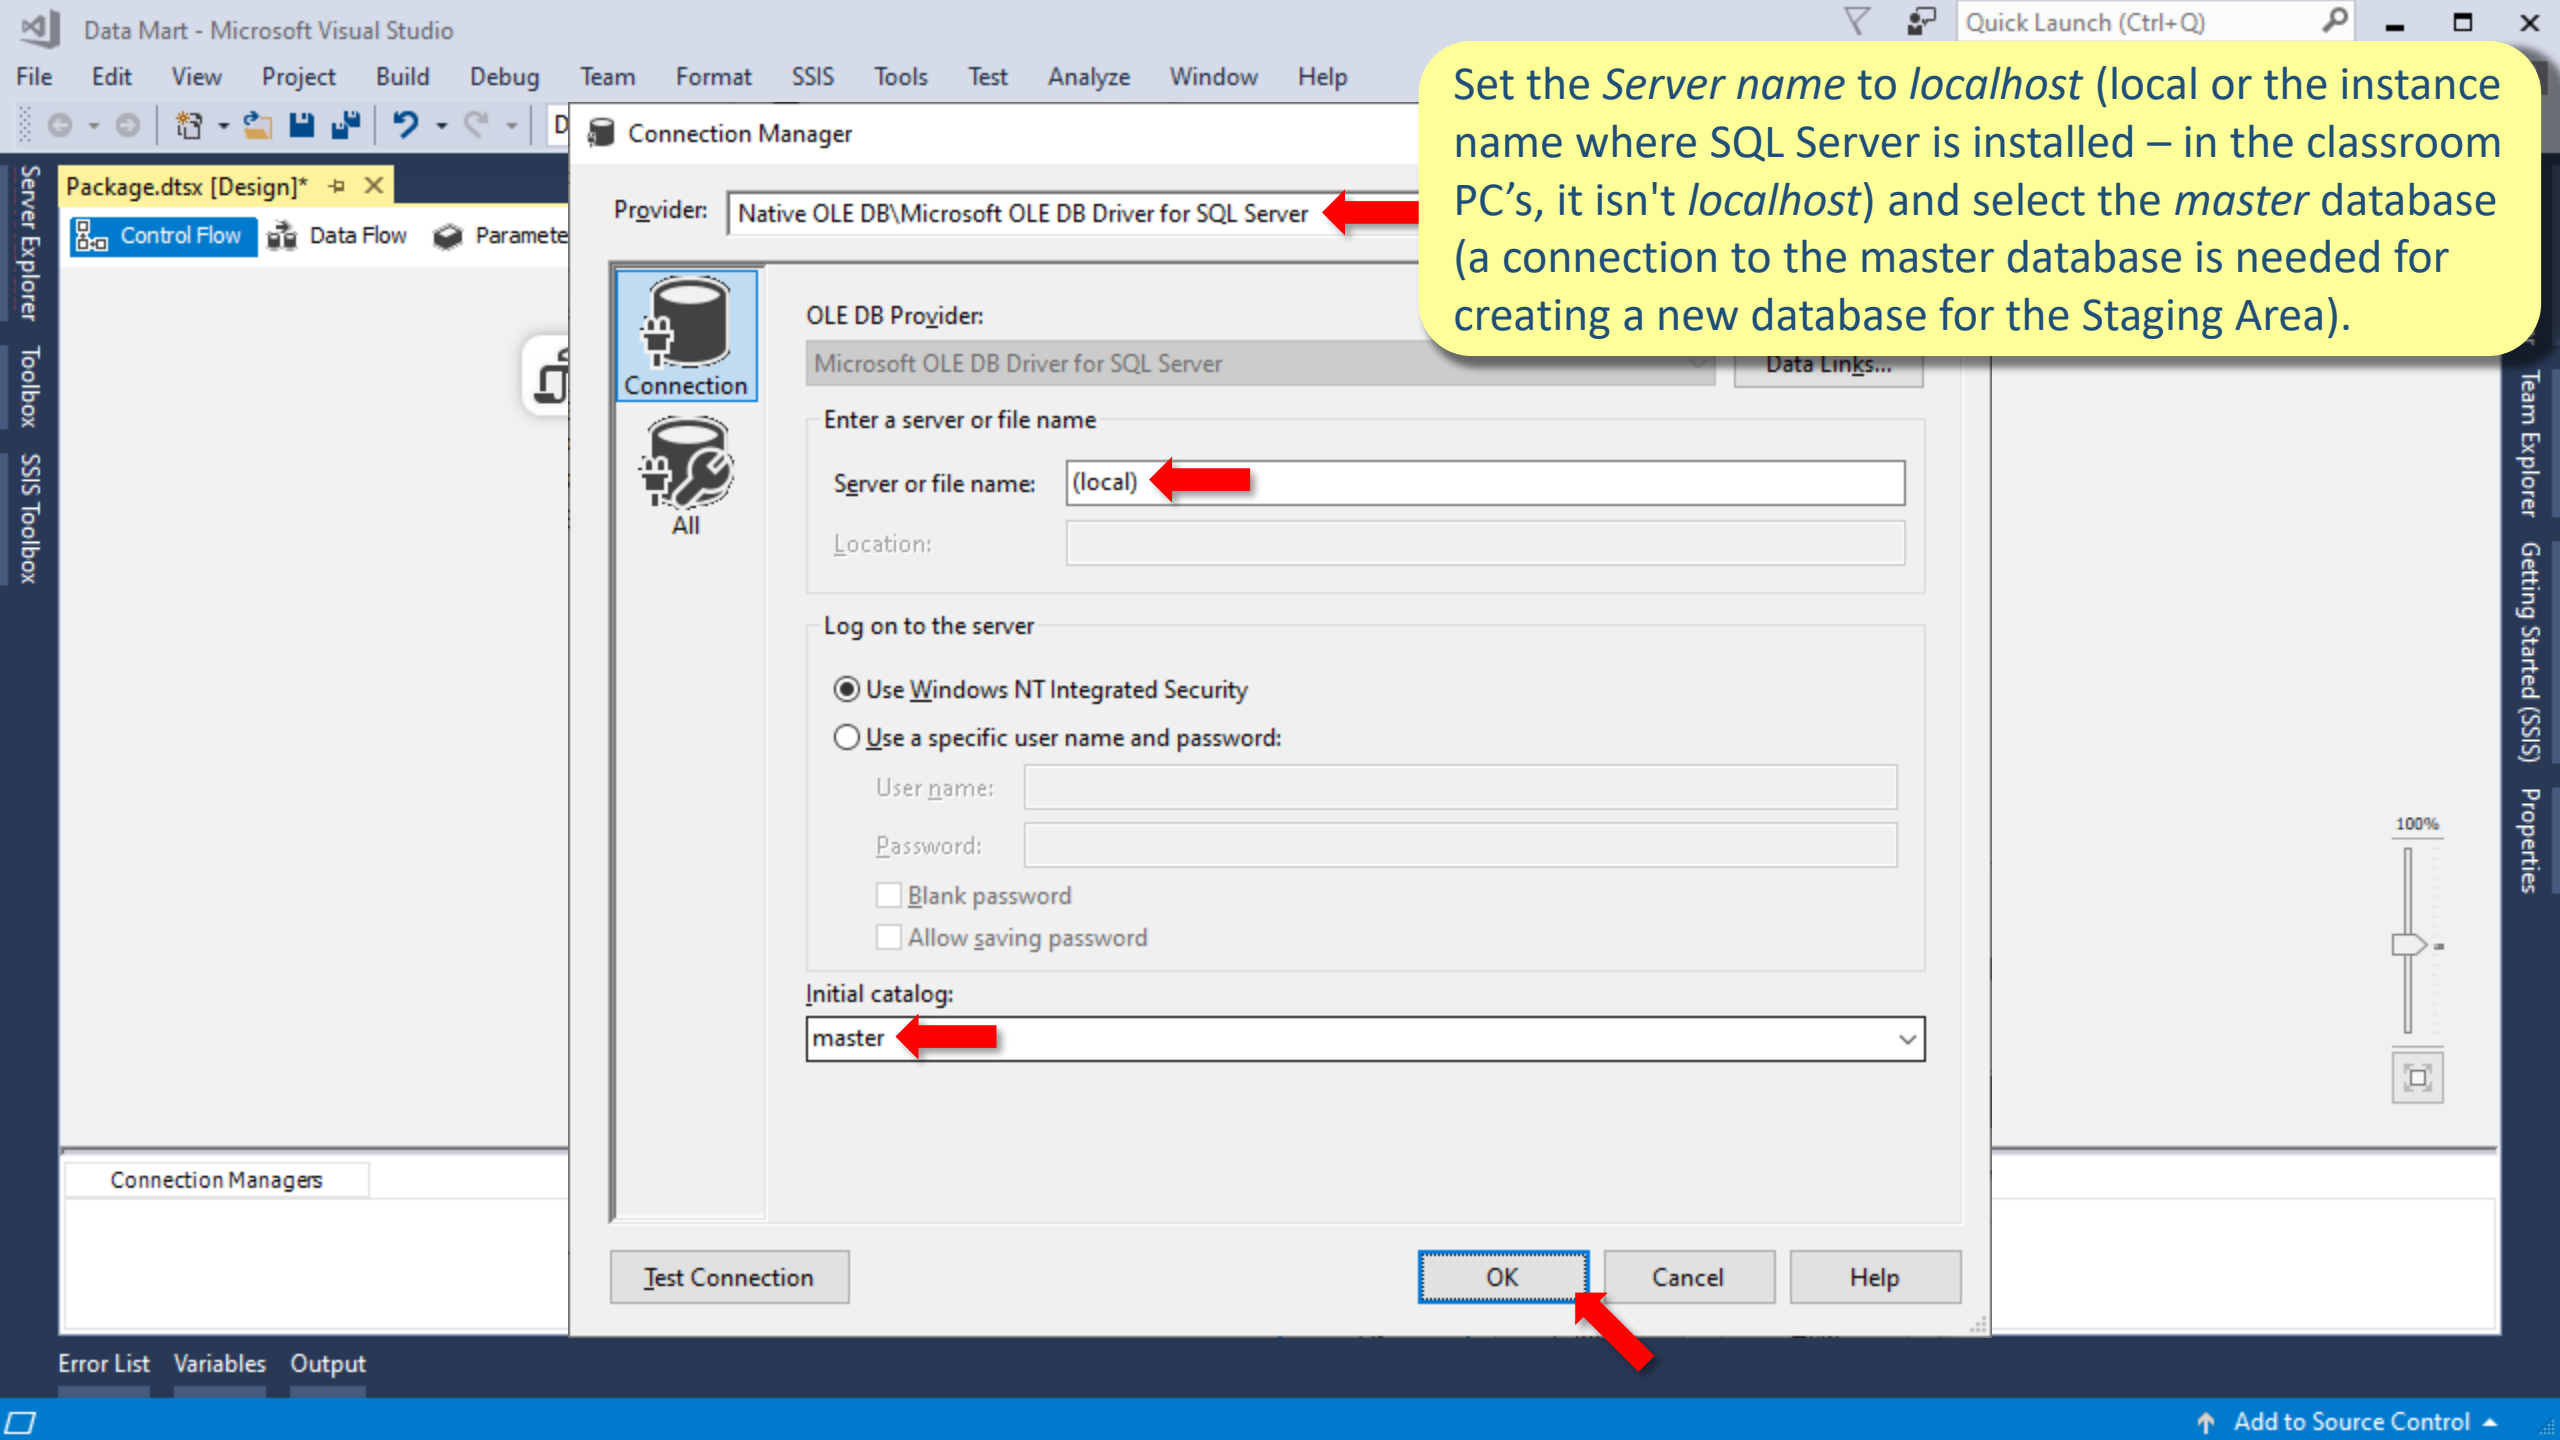 Data Mart - Microsoft Visual Studio
Quick Launch (Ctrl+Q)
File Edit View Project Build Debug Team Format SSIS Tools Test Analyze Window Help
Set the Server name to localhost (local or the instance
name where SQL Server is installed – in the classroom
PC’s, it isn't localhost) and select the master database
(a connection to the master database is needed for
creating a new database for the Staging Area).
Connection Manager
Package.dtsx [Design]*
Control Flow Data Flow Paramete
Server Explorer Toolbox SSIS Toolbox
Provider: Native OLE DB\Microsoft OLE DB Driver for SQL Server
Connection
All
OLE DB Provider:
Microsoft OLE DB Driver for SQL Server
Data Links...
Enter a server or file name
Server or file name: (local)
Location:
Log on to the server
Use Windows NT Integrated Security
Use a specific user name and password:
User name:
Password:
Blank password
Allow saving password
Initial catalog:
master
Test Connection OK Cancel Help
Team Explorer Getting Started (SSIS) Properties
100%
Connection Managers
Error List Variables Output
Add to Source Control